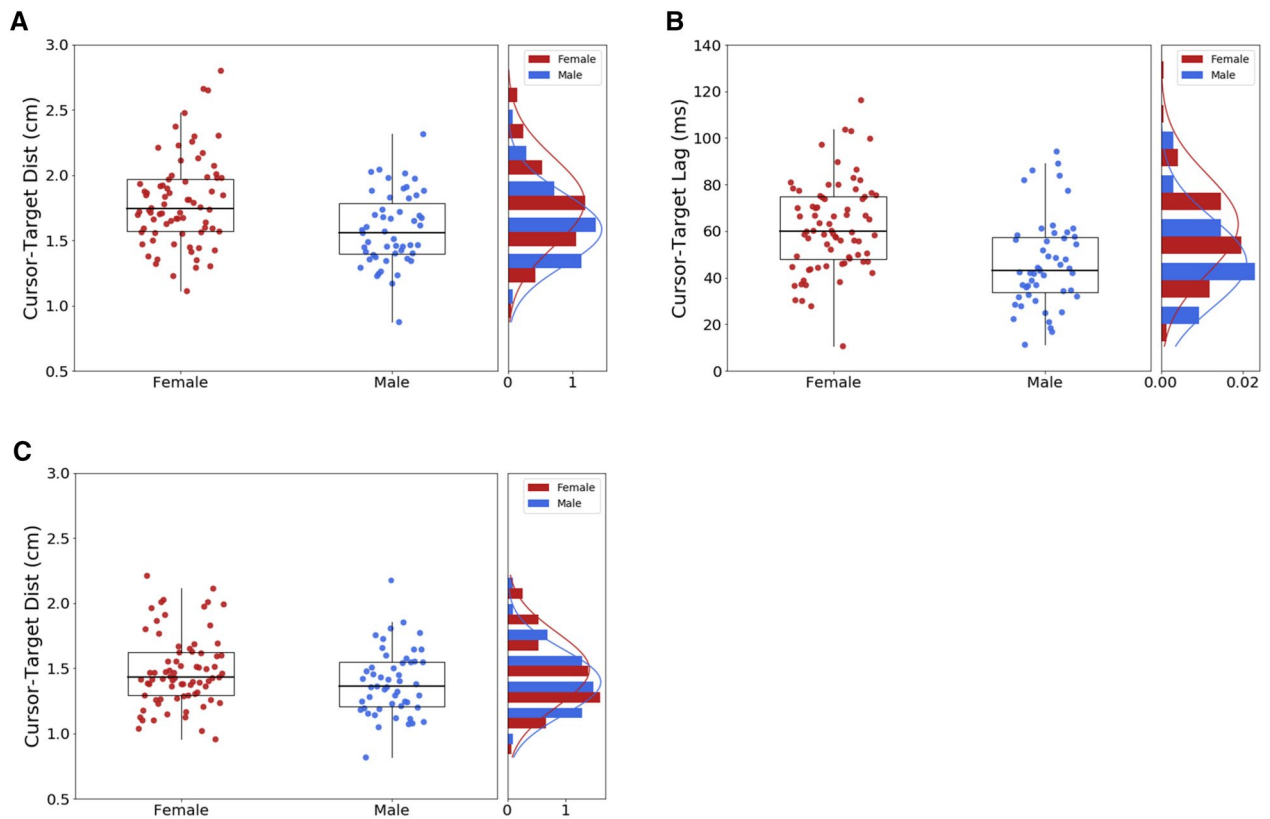 A
Cursor-Target Dist (cm)
3.0
2.5
2.0
1.5
1.0
0.5
Female
Male
Female
Male
0
1
B
Cursor-Target Lag (ms)
140
120
100
80
60
40
20
0
Female
Male
Female
Male
0.00
0.02
C
Cursor-Target Dist (cm)
3.0
2.5
2.0
1.5
1.0
0.5
Female
Male
Female
Male
0
1